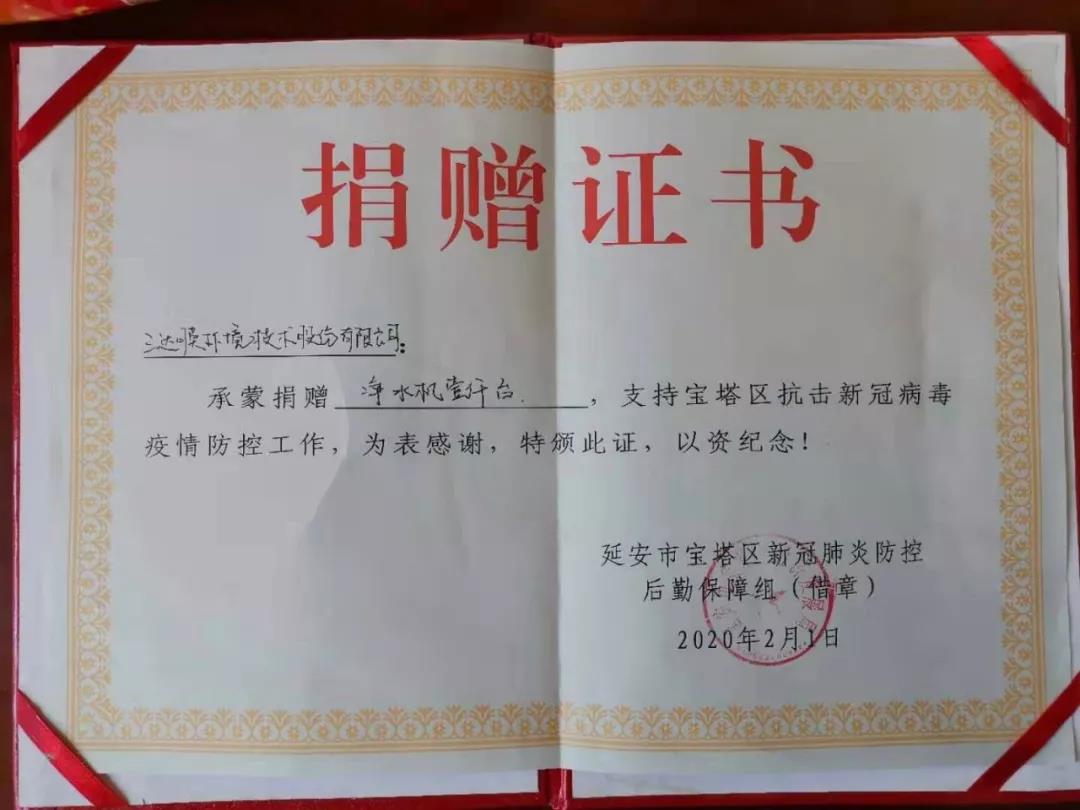 捐赠证书
三达膜环境技术股份有限公司：
承蒙捐赠 净水机壹仟台. ，支持宝塔区抗击新冠病毒
疫情防控工作，为表感谢，特颁此证，以资纪念！
延安市宝塔区新冠肺炎防控
后勤保障组（借章）
2020年2月1日